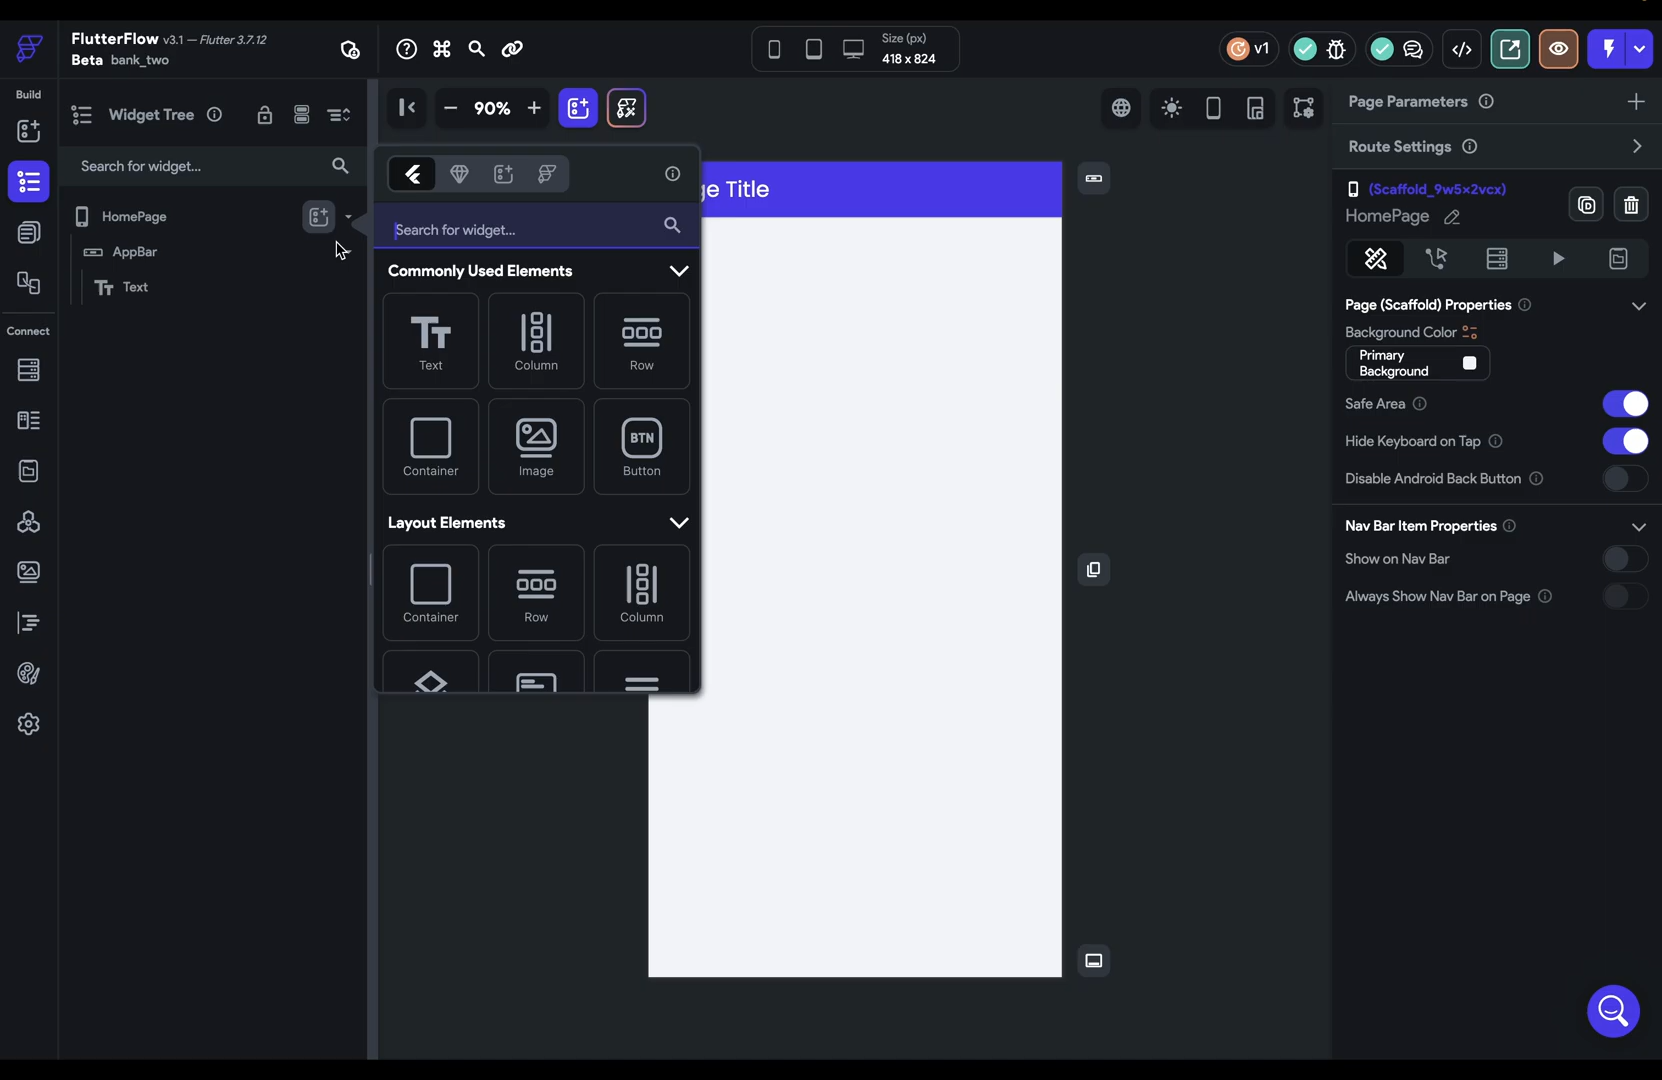 FlutterFlow v3.1 — Flutter 3.7.12
Beta bank_two
Size (px)
418 x 824
v1
Build
Widget Tree
90%
Page Parameters
Search for widget...
Route Settings
HomePage
AppBar
Text
Search for widget...
ge Title
(Scaffold_9w5x2vcx)
HomePage
Commonly Used Elements
Text
Column
Row
Container
Image
BTN
Button
Layout Elements
Container
Row
Column
Connect
Page (Scaffold) Properties
Background Color
Primary
Background
Safe Area
Hide Keyboard on Tap
Disable Android Back Button
Nav Bar Item Properties
Show on Nav Bar
Always Show Nav Bar on Page